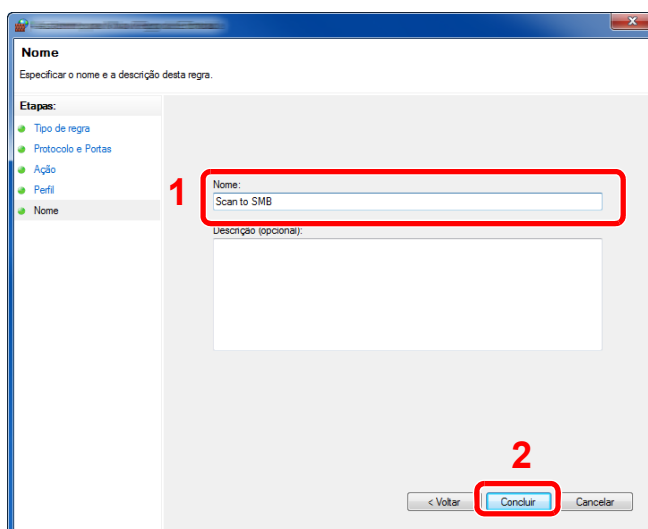 Nome
Especificar o nome e a descrição desta regra.
Etapas:
Tipo de regra
Protocolo e Portas
Ação
Perfil
Nome
1
Nome:
Scan to SMB
Descrição (opcional):
2
< Voltar
Concluir
Cancelar